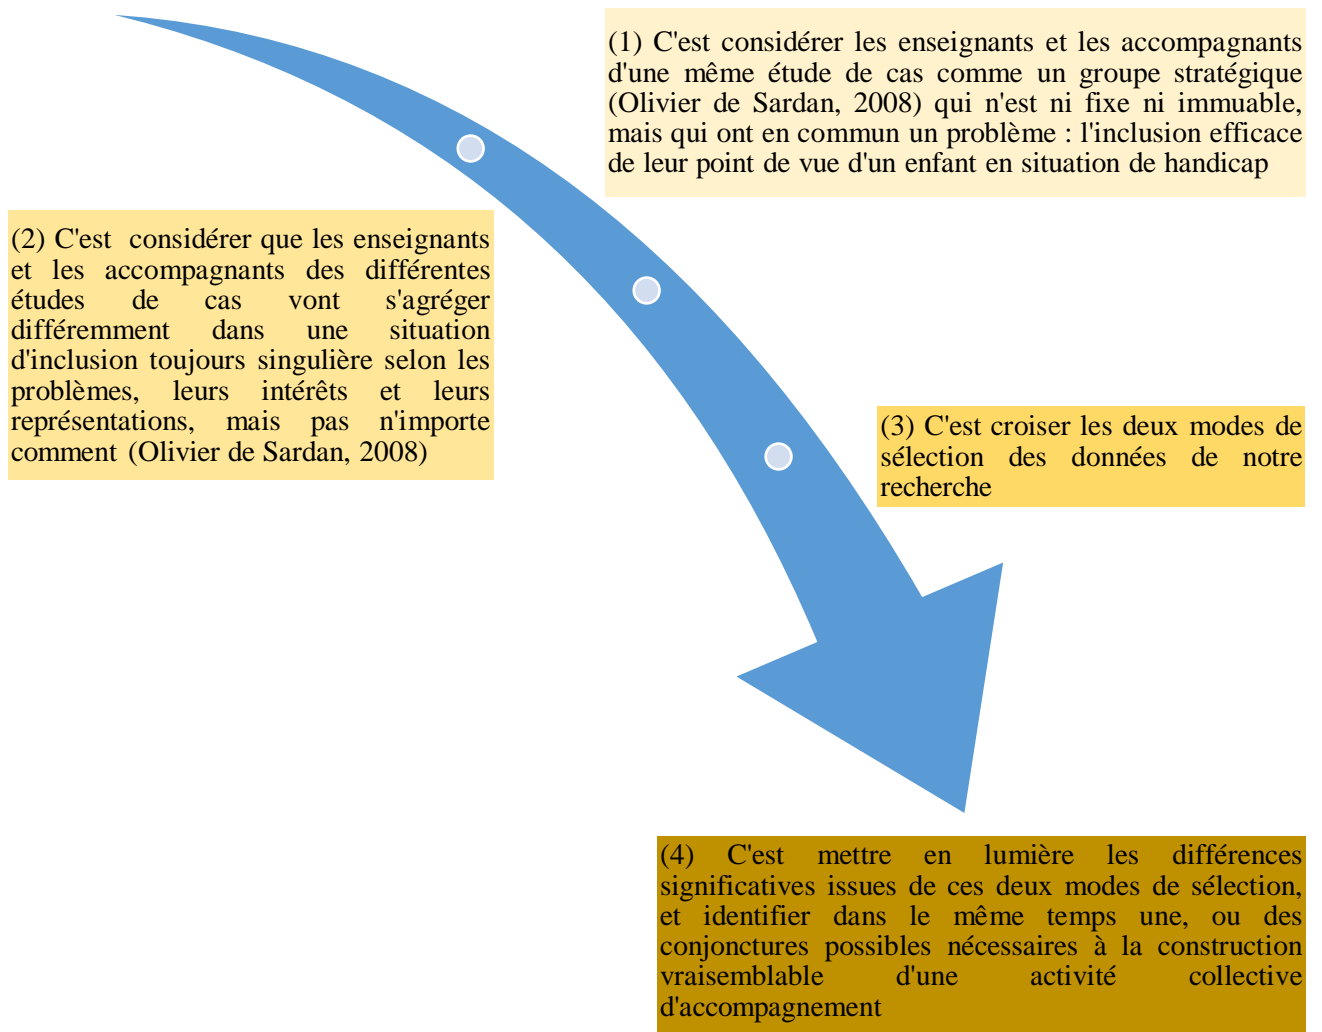 (1) C'est considérer les enseignants et les accompagnants
d'une même étude de cas comme un groupe stratégique
(Olivier de Sardan, 2008) qui n'est ni fixe ni immuable,
mais qui ont en commun un problème : l'inclusion efficace
de leur point de vue d'un enfant en situation de handicap
(2) C'est considérer que les enseignants
et les accompagnants des différentes
études de cas vont s'agréger
différemment dans une situation
d'inclusion toujours singulière selon les
problèmes, leurs intérêts et leurs
représentations, mais pas n'importe
comment (Olivier de Sardan, 2008)
(3) C'est croiser les deux modes de
sélection des données de notre
recherche
(4) C'est mettre en lumière les différences
significatives issues de ces deux modes de sélection,
et identifier dans le même temps une, ou des
conjonctures possibles nécessaires à la construction
vraisemblable d'une activité collective
d'accompagnement